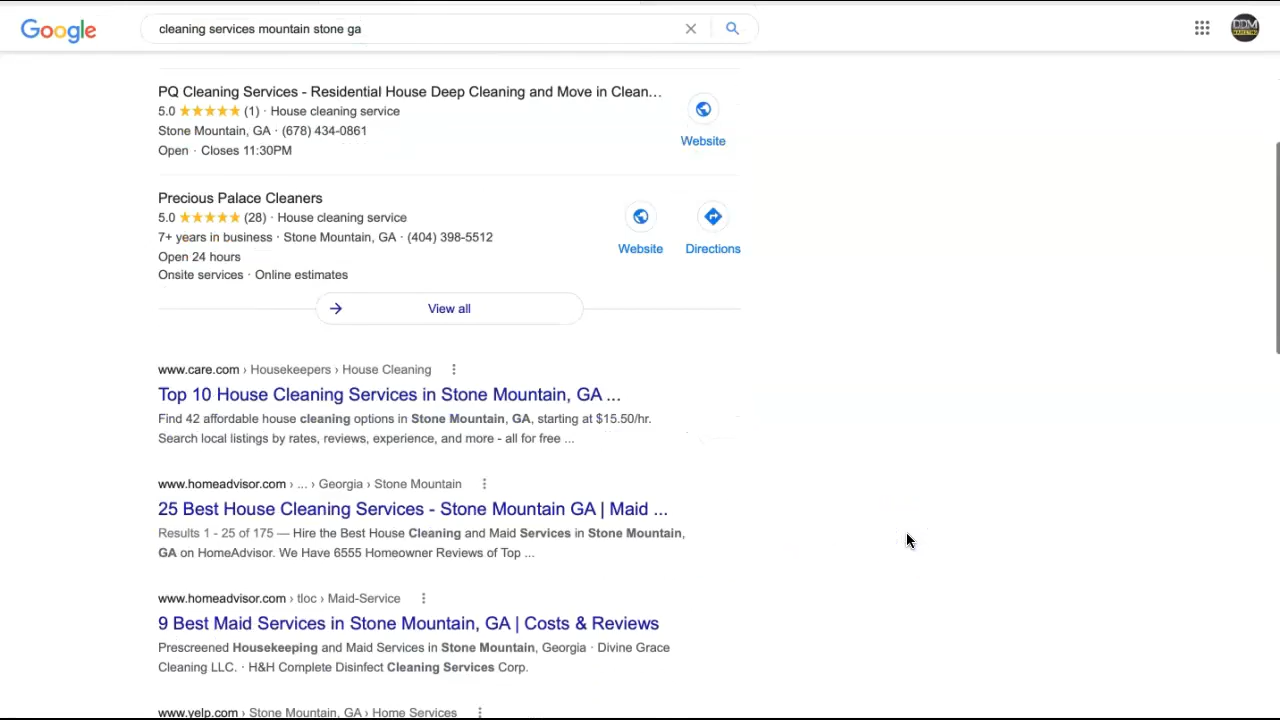 Google
cleaning services mountain stone ga
DDM
PQ Cleaning Services - Residential House Deep Cleaning and Move in Clean...
5.0 ★★★★★ (1) · House cleaning service
Stone Mountain, GA · (678) 434-0861
Open · Closes 11:30PM
Website
Precious Palace Cleaners
5.0 ★★★★★ (28) · House cleaning service
7+ years in business · Stone Mountain, GA · (404) 398-5512
Open 24 hours
Onsite services · Online estimates
Website
Directions
View all
www.care.com › Housekeepers › House Cleaning
Top 10 House Cleaning Services in Stone Mountain, GA ...
Find 42 affordable house cleaning options in Stone Mountain, GA, starting at $15.50/hr.
Search local listings by rates, reviews, experience, and more - all for free ...
www.homeadvisor.com › ... › Georgia › Stone Mountain
25 Best House Cleaning Services - Stone Mountain GA | Maid ...
Results 1 - 25 of 175 — Hire the Best House Cleaning and Maid Services in Stone Mountain,
GA on HomeAdvisor. We Have 6555 Homeowner Reviews of Top ...
www.homeadvisor.com › tloc › Maid-Service
9 Best Maid Services in Stone Mountain, GA | Costs & Reviews
Prescreened Housekeeping and Maid Services in Stone Mountain, Georgia · Divine Grace
Cleaning LLC. · H&H Complete Disinfect Cleaning Services Corp.
www.yelp.com › Stone Mountain, GA › Home Services